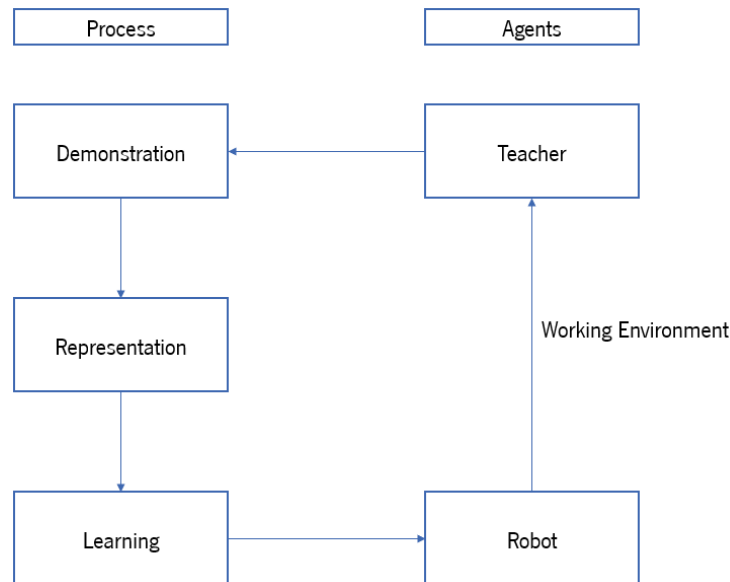 Process
Agents
Demonstration
Teacher
Representation
Working Environment
Learning
Robot